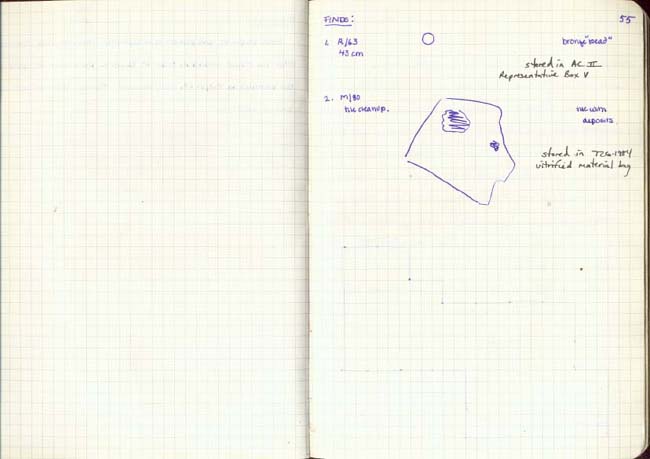 55
FINDS:
1. R/63
43 cm
bronze "bead"
stored in AC II
Representative Box V
2. M/80
tile cleanup.
tile with
deposits.
stored in T26-1984
vitrified material bag